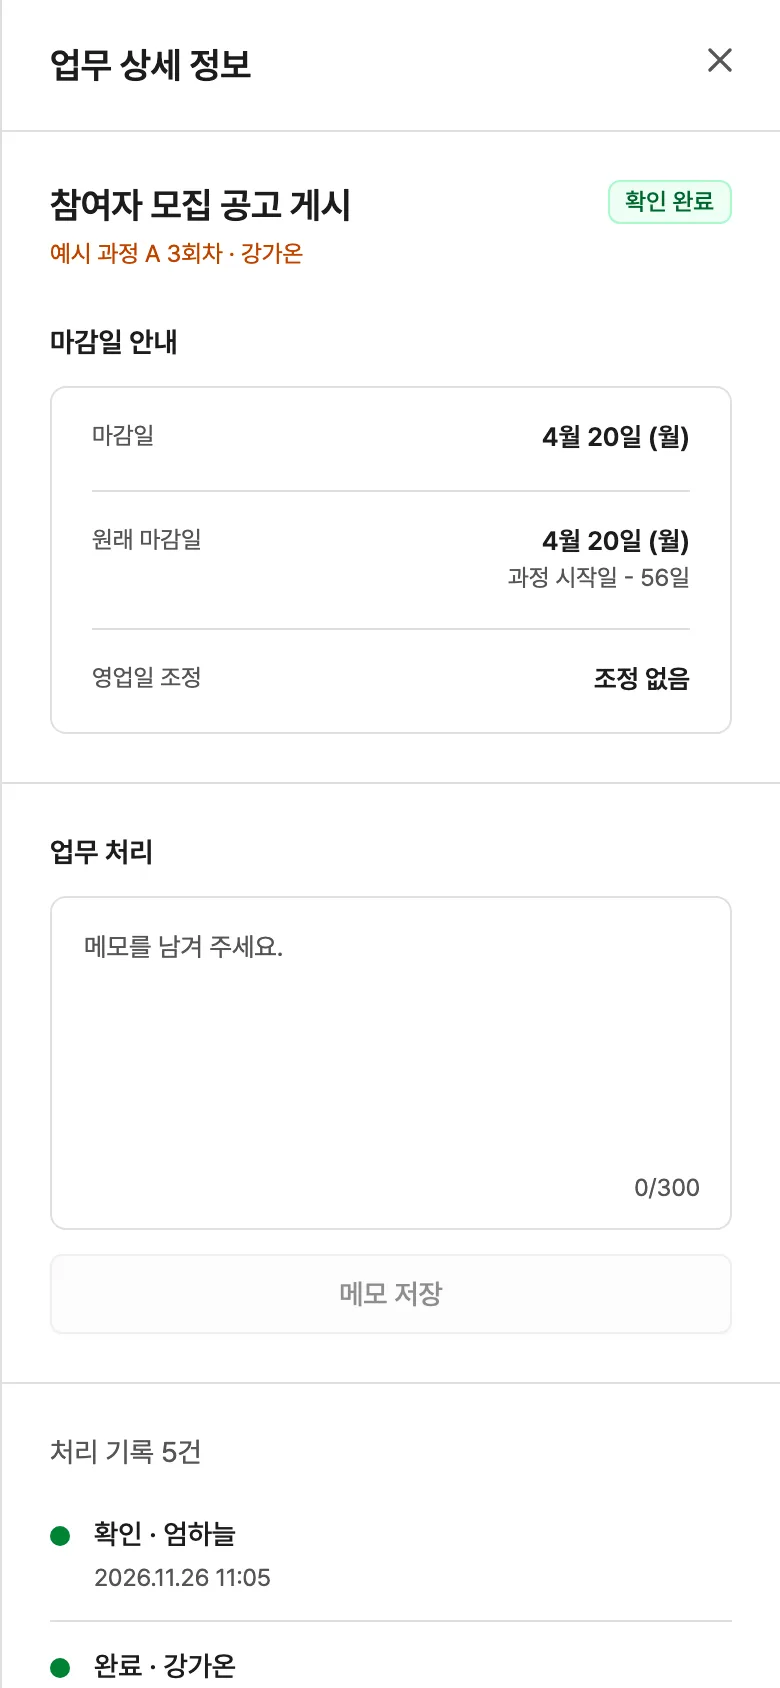 업무 상세 정보
참여자 모집 공고 게시
확인 완료
예시 과정 A 3회차 · 강가온
마감일 안내
마감일
4월 20일 (월)
원래 마감일
4월 20일 (월)
과정 시작일 - 56일
영업일 조정
조정 없음
업무 처리
메모를 남겨 주세요.
0/300
메모 저장
처리 기록 5건
확인 · 엄하늘
2026.11.26 11:05
완료 · 강가온